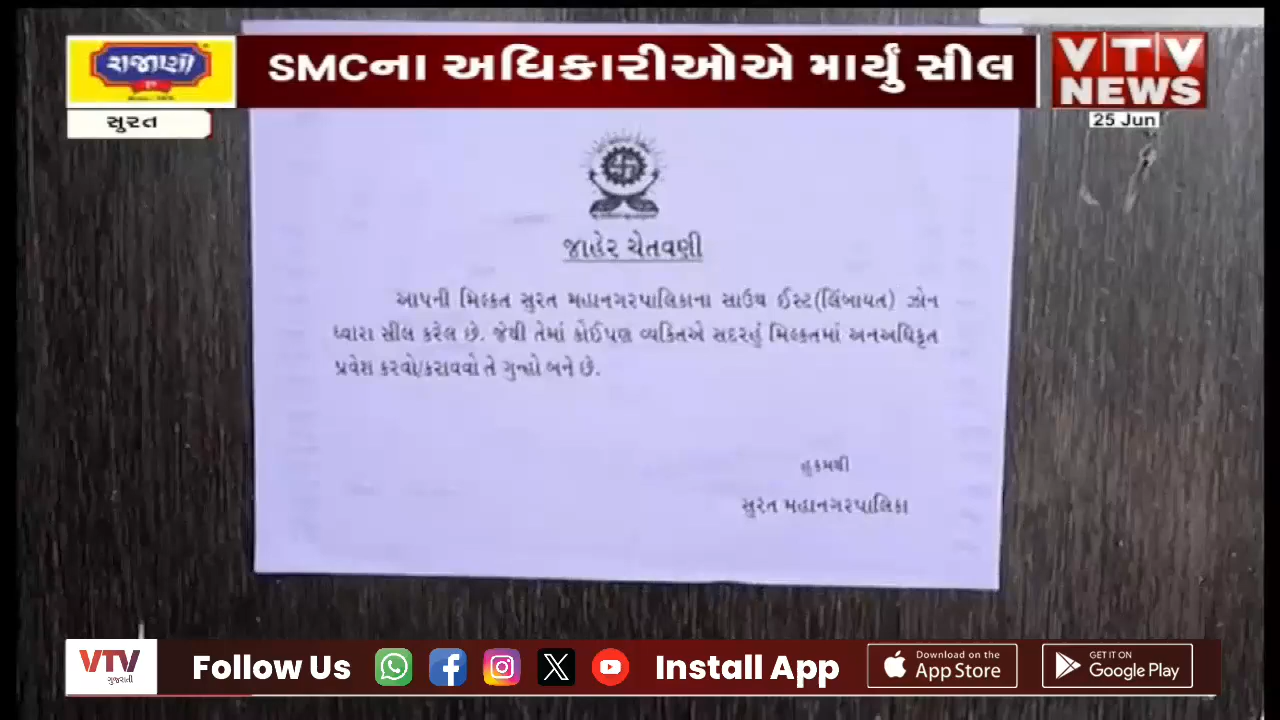 રાજાણી
SMCના અધિકારીઓએ માર્યું સીલ
VTV
NEWS
સુરત
25 Jun
જાહેર ચેતવણી
આપની મિલ્કત સુરત મહાનગરપાલિકાના સાઉથ ઈસ્ટ(લિંબાયત) ઝોન
ધ્વારા સીલ કરેલ છે. જેથી તેમાં કોઈપણ વ્યકિતએ સદરહું મિલ્કતમાં અનઅધિકૃત
પ્રવેશ કરવો/કરાવવો તે ગુન્હો બને છે.
હુકમથી
સુરત મહાનગરપાલિકા
VTV
ગુજરાતી
Follow Us
Install App
Download on the
App Store
GET IT ON
Google Play